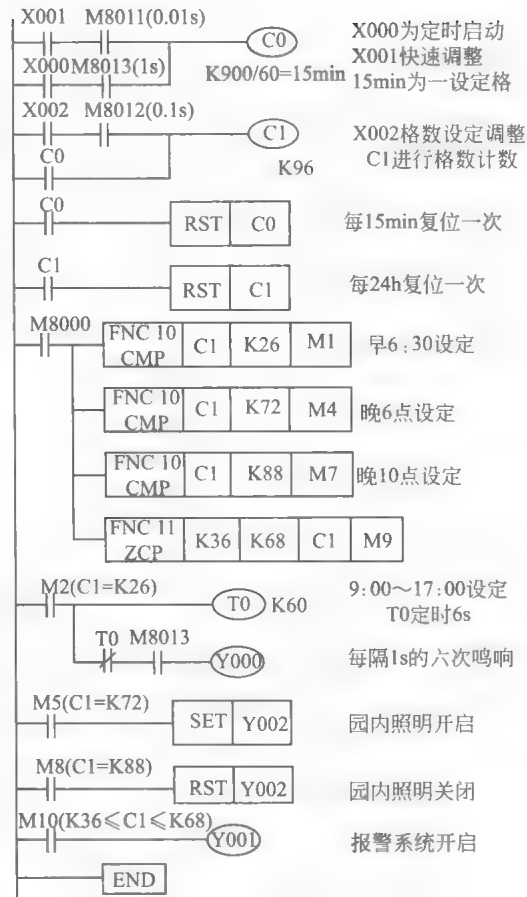 X001 M8011(0.01s)
C0
X000为定时启动
X000 M8013(1s)
K900/60=15min
X001快速调整
15min为一设定格
X002 M8012(0.1s)
C1
X002格数设定调整
C0
K96
C1进行格数计数
C0
RST C0
每15min复位一次
C1
RST C1
每24h复位一次
M8000
FNC 10 CMP C1 K26 M1
早6:30设定
FNC 10 CMP C1 K72 M4
晚6点设定
FNC 10 CMP C1 K88 M7
晚10点设定
FNC 11 ZCP K36 K68 C1 M9
M2(C1=K26)
T0 K60
9:00～17:00设定
T0定时6s
T0 M8013
Y000
每隔1s的六次鸣响
M5(C1=K72)
SET Y002
园内照明开启
M8(C1=K88)
RST Y002
园内照明关闭
M10(K36⩽C1⩽K68)
Y001
报警系统开启
END